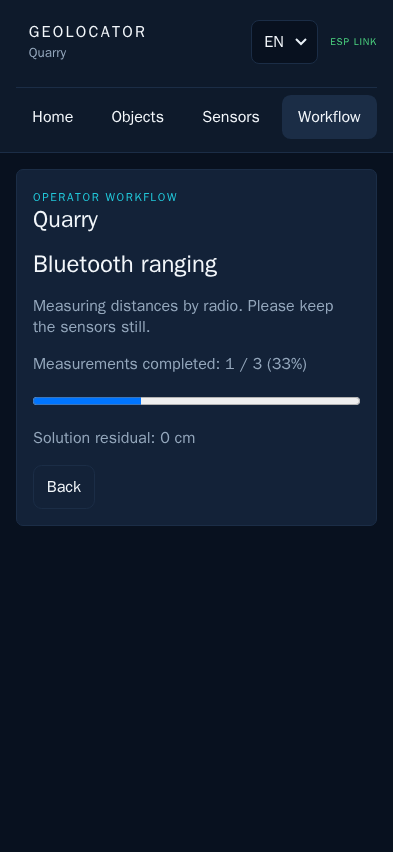 GEOLOCATOR
Quarry
EN
ESP LINK
Home
Objects
Sensors
Workflow
OPERATOR WORKFLOW
Quarry
Bluetooth ranging
Measuring distances by radio. Please keep
the sensors still.
Measurements completed: 1 / 3 (33%)
Solution residual: 0 cm
Back